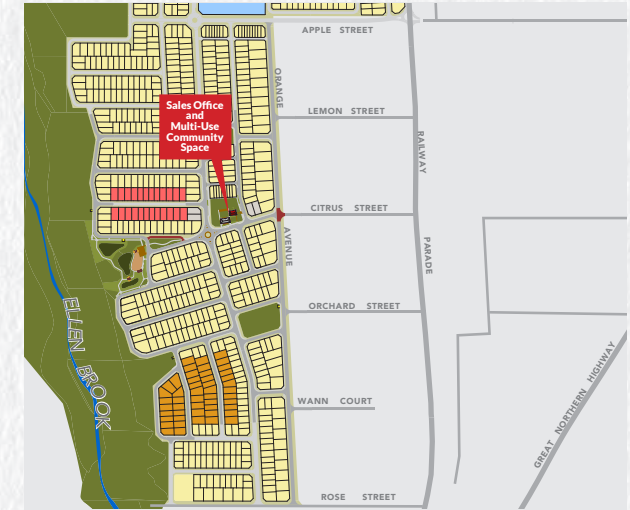 APPLE STREET
ORANGE
LEMON STREET
Sales Office
and
Multi-Use
Community
Space
RAILWAY
CITRUS STREET
AVENUE
PARADE
ORCHARD STREET
ELLEN BROOK
GREAT NORTHERN HIGHWAY
WANN COURT
ROSE STREET